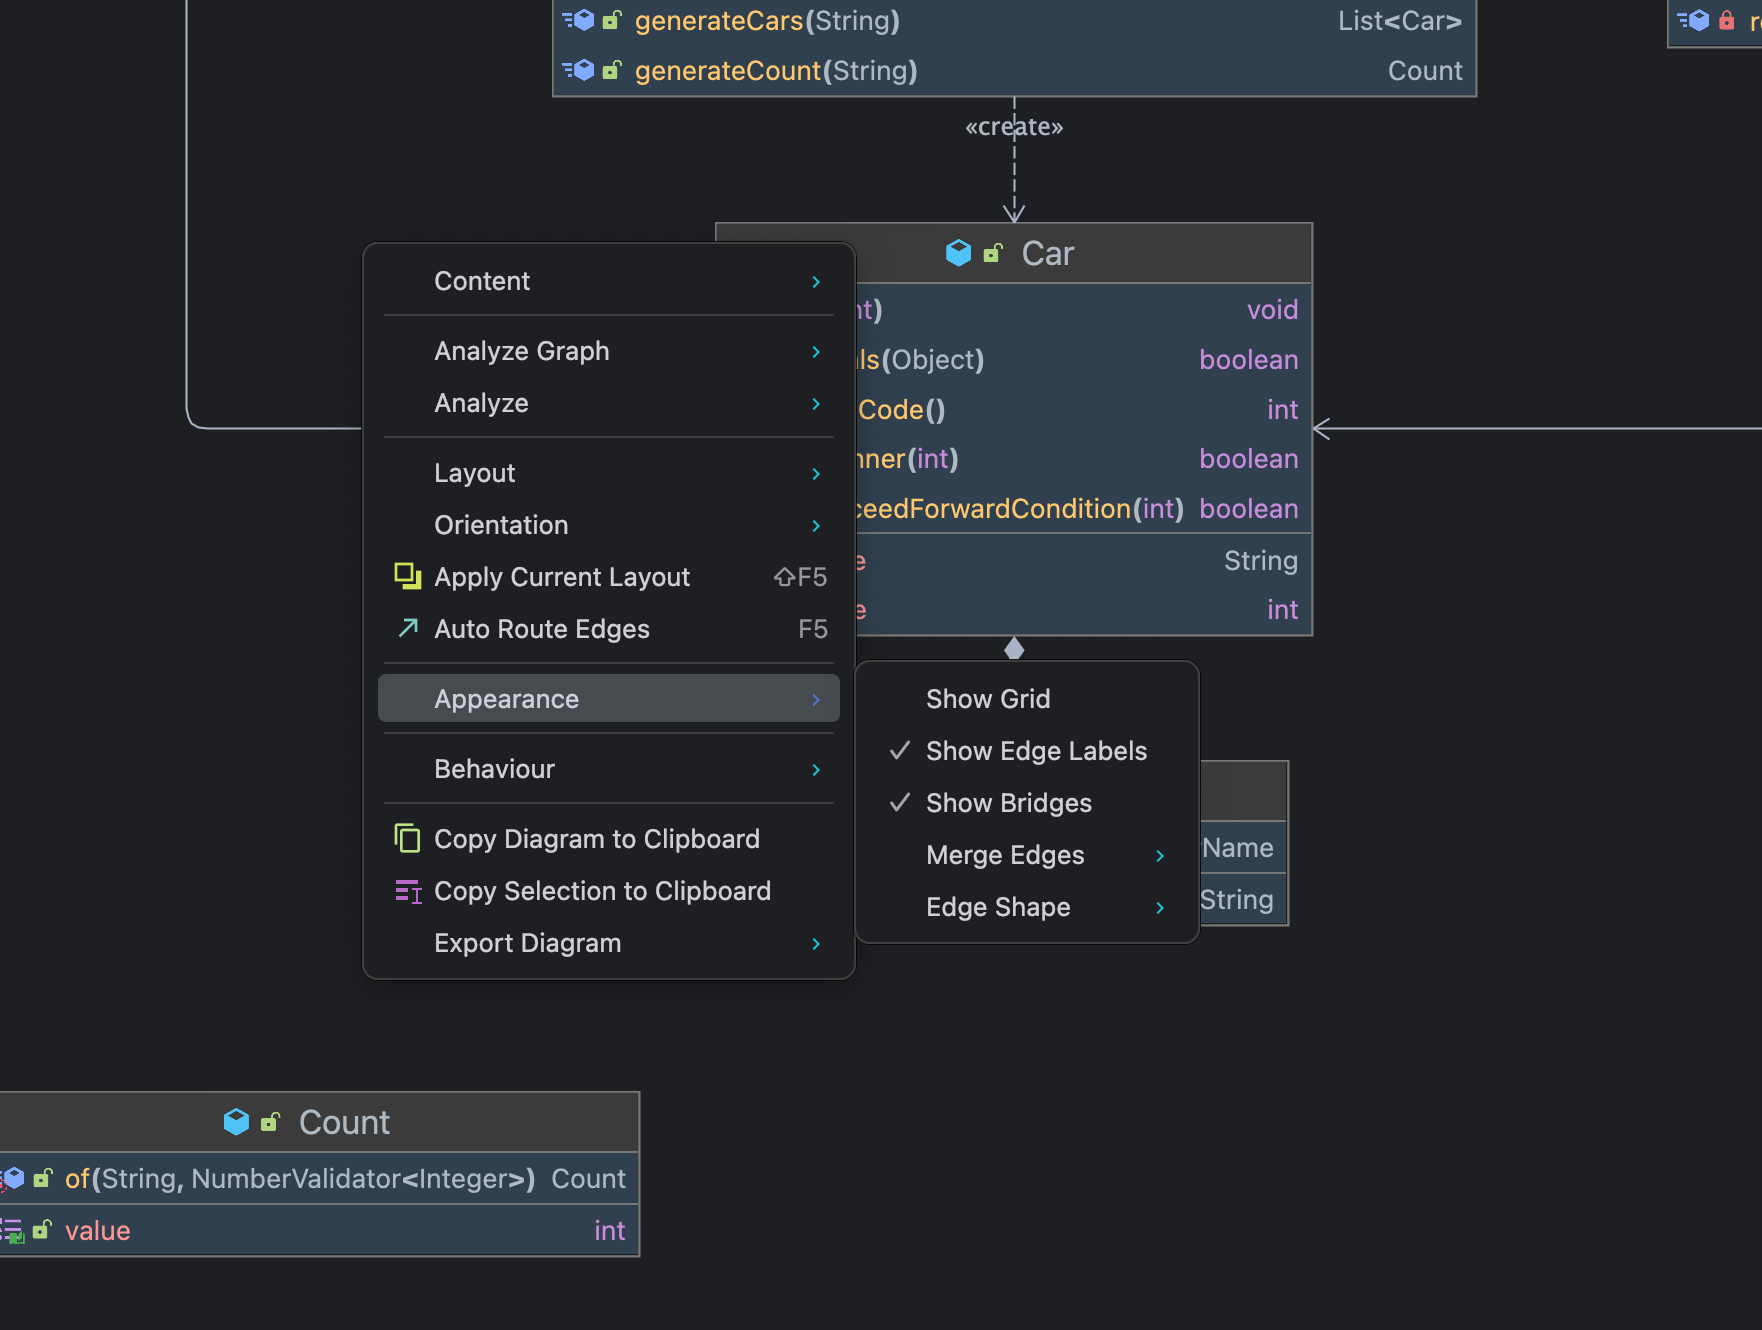 generateCars(String) List<Car>
generateCount(String) Count
«create»
Car
nt) void
ls(Object) boolean
Code() int
nner(int) boolean
ceedForwardCondition(int) boolean
e String
e int
Content
Analyze Graph
Analyze
Layout
Orientation
Apply Current Layout ⇧F5
Auto Route Edges F5
Appearance
Behaviour
Copy Diagram to Clipboard
Copy Selection to Clipboard
Export Diagram
Show Grid
✓ Show Edge Labels
✓ Show Bridges
Merge Edges
Edge Shape
Name
String
Count
of(String, NumberValidator<Integer>) Count
value int